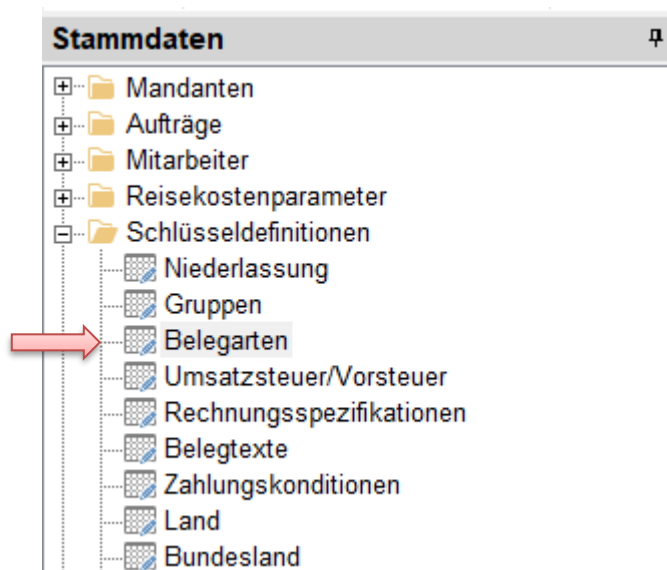 Stammdaten
Mandanten
Aufträge
Mitarbeiter
Reisekostenparameter
Schlüsseldefinitionen
Niederlassung
Gruppen
Belegarten
Umsatzsteuer/Vorsteuer
Rechnungsspezifikationen
Belegtexte
Zahlungskonditionen
Land
Bundesland